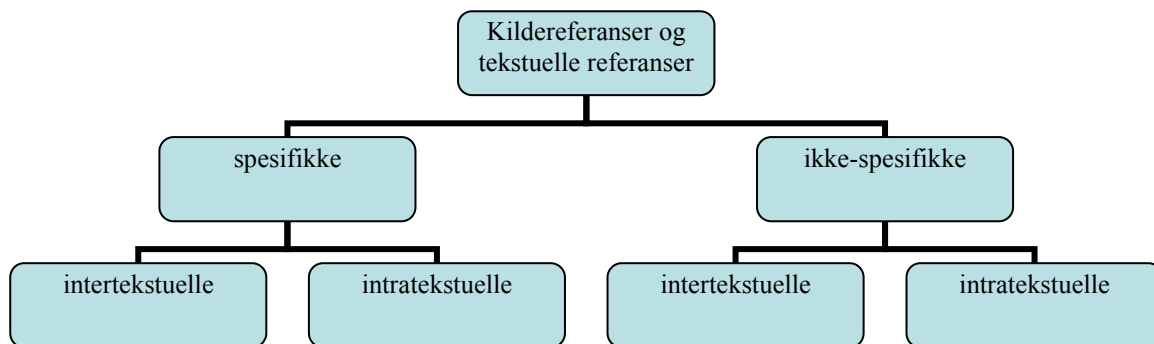 Kildereferanser og
tekstuelle referanser
spesifikke
ikke-spesifikke
intertekstuelle
intratekstuelle
intertekstuelle
intratekstuelle